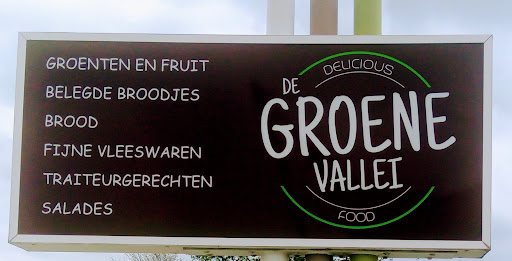 GROENTEN EN FRUIT
BELEGDE BROODJES
BROOD
FIJNE VLEESWAREN
TRAITEURGERECHTEN
SALADES
DELICIOUS
DE
GROENE
VALLEI
FOOD